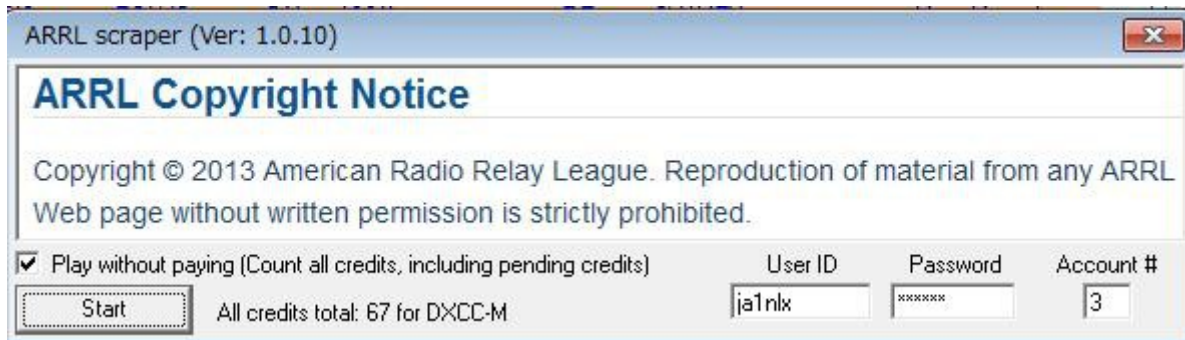 ARRL scraper (Ver: 1.0.10)
ARRL Copyright Notice
Copyright © 2013 American Radio Relay League. Reproduction of material from any ARRL
Web page without written permission is strictly prohibited.
Play without paying (Count all credits, including pending credits) User ID Password Account #
Start All credits total: 67 for DXCC-M ja1nlx ****** 3